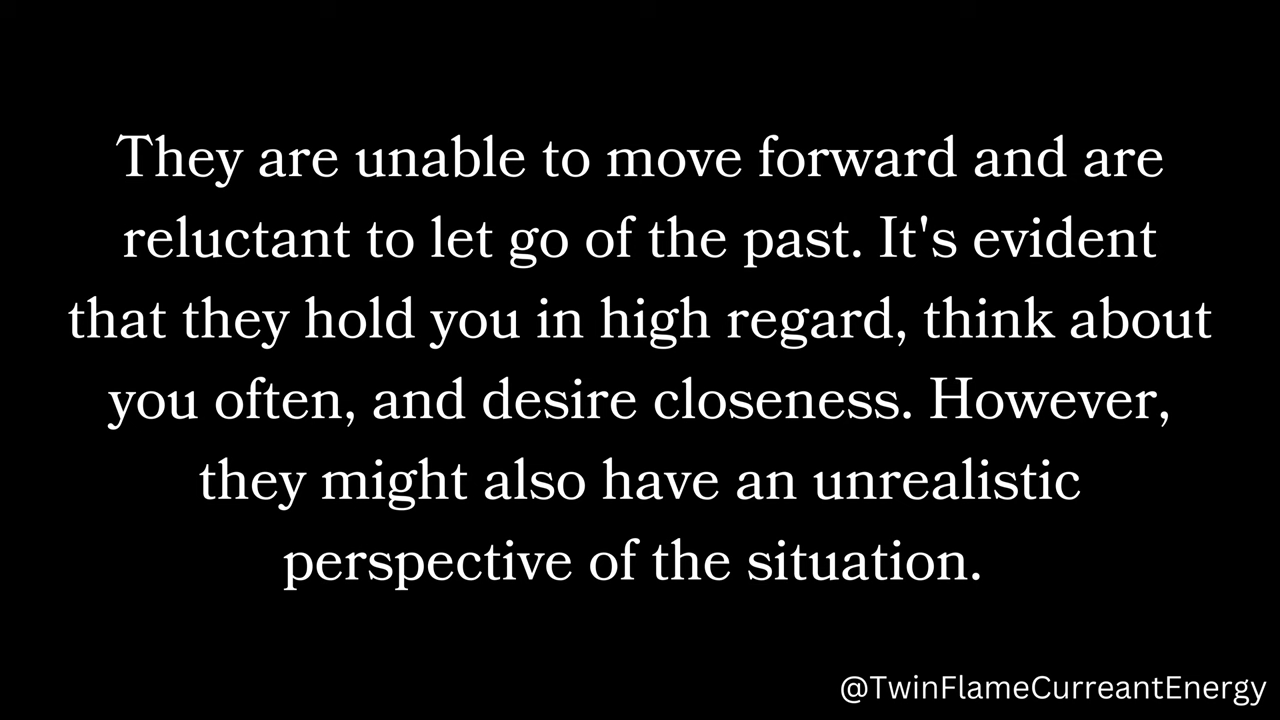 They are unable to move forward and are
reluctant to let go of the past. It's evident
that they hold you in high regard, think about
you often, and desire closeness. However,
they might also have an unrealistic
perspective of the situation.
@TwinFlameCurreantEnergy